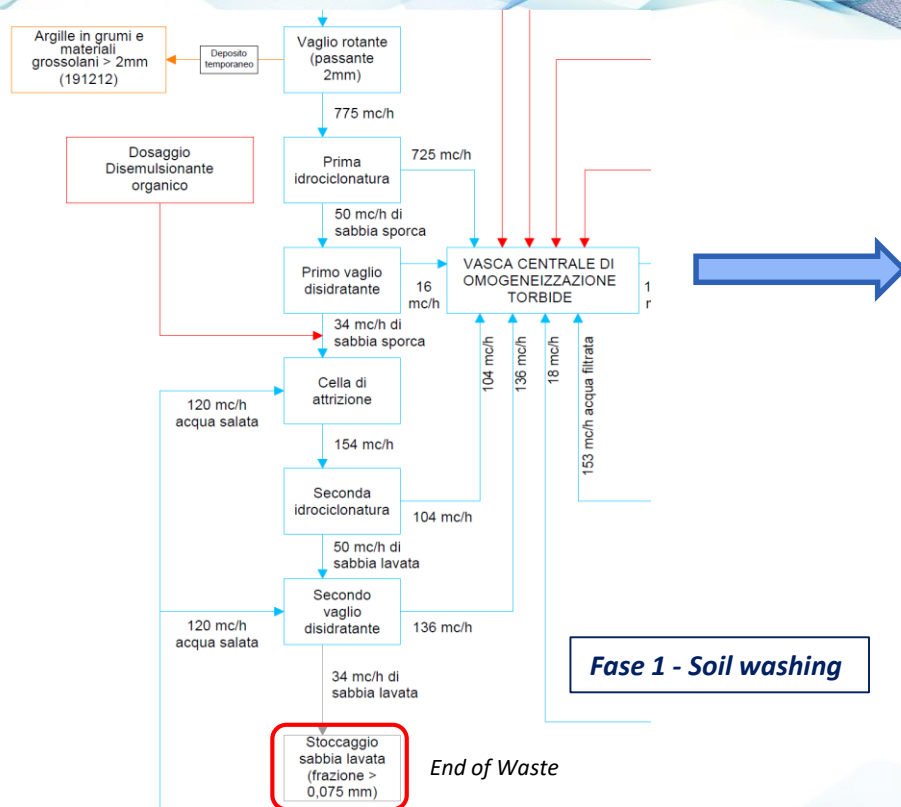 Argille in grumi e
materiali
grossolani > 2mm
(191212)
Deposito
temporaneo
Vaglio rotante
(passante
2mm)
775 mc/h
Dosaggio
Disemulsionante
organico
Prima
idrociclonatura
725 mc/h
50 mc/h di
sabbia sporca
Primo vaglio
disidratante
16
mc/h
VASCA CENTRALE DI
OMOGENEIZZAZIONE
TORBIDE
34 mc/h di
sabbia sporca
104 mc/h
136 mc/h
18 mc/h
153 mc/h acqua filtrata
Cella di
attrizione
120 mc/h
acqua salata
154 mc/h
Seconda
idrociclonatura
104 mc/h
50 mc/h di
sabbia lavata
Secondo
vaglio
disidratante
120 mc/h
acqua salata
136 mc/h
34 mc/h di
sabbia lavata
Fase 1 - Soil washing
Stoccaggio
sabbia lavata
(frazione >
0,075 mm)
End of Waste